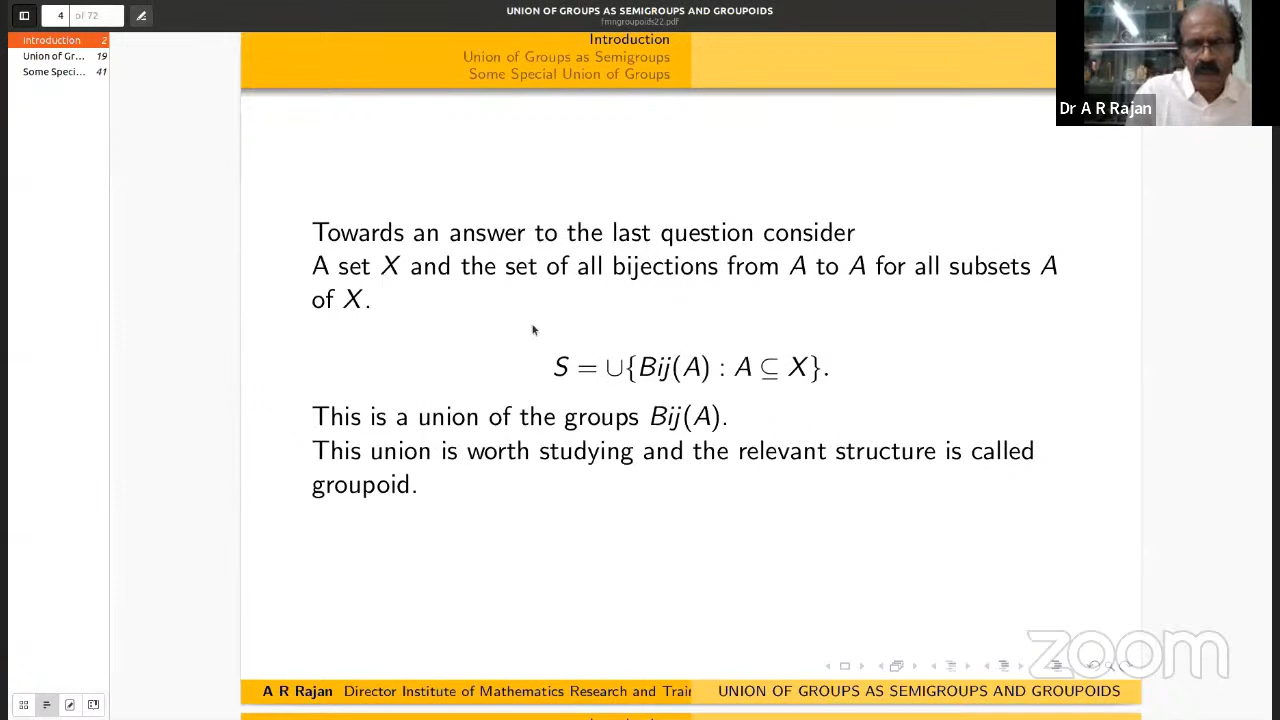 UNION OF GROUPS AS SEMIGROUPS AND GROUPOIDS
fmngroupoids22.pdf
4 of 72
Introduction 2
Union of Gr... 19
Some Speci... 41
Introduction
Union of Groups as Semigroups
Some Special Union of Groups
Dr A R Rajan
Towards an answer to the last question consider
A set X and the set of all bijections from A to A for all subsets A
of X.
S = ∪{Bij(A) : A ⊆ X}.
This is a union of the groups Bij(A).
This union is worth studying and the relevant structure is called
groupoid.
zoom
A R Rajan Director Institute of Mathematics Research and Trai UNION OF GROUPS AS SEMIGROUPS AND GROUPOIDS